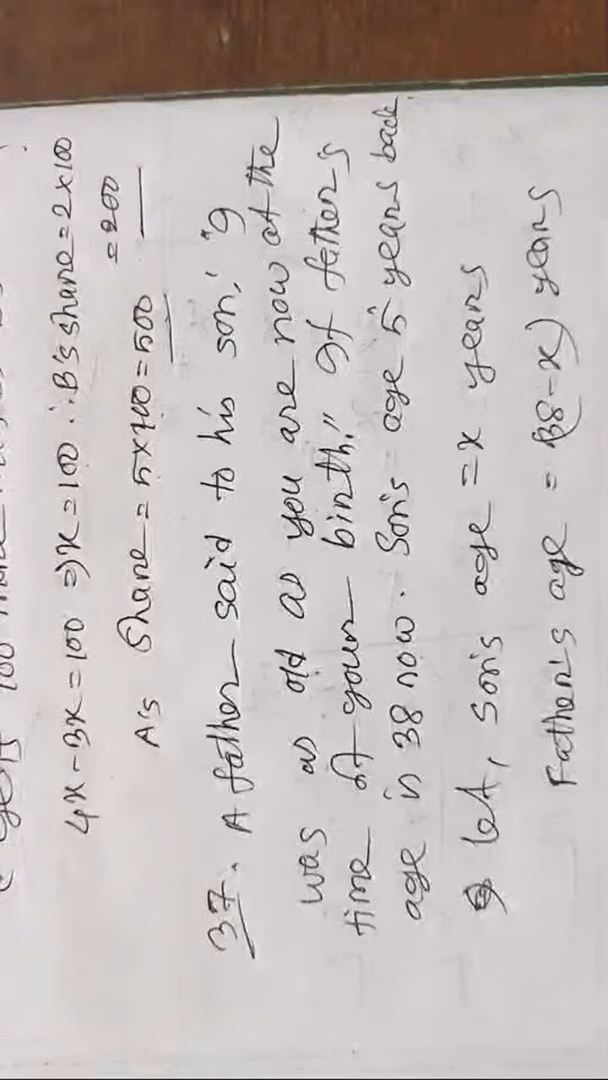 4x-3x=100 ⇒x=100 ∴B's share=2×100
=200
A's share=5×100=500
37. A father said to his son, "I
was as old as you are now at the
time of your birth." If father's
age is 38 now. Son's age 5 years back
Let, son's age =x years
Father's age = (38-x) years